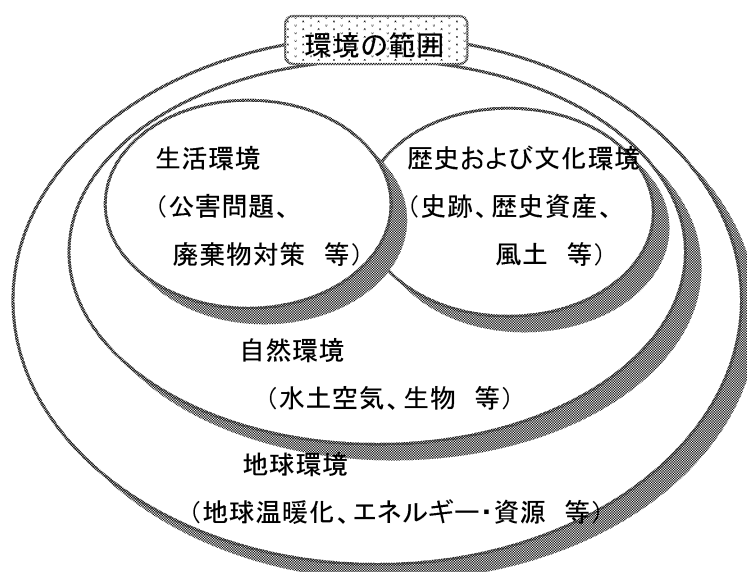 環境の範囲
生活環境
（公害問題、
廃棄物対策　等）
歴史および文化環境
（史跡、歴史資産、
風土　等）
自然環境
（水土空気、生物　等）
地球環境
（地球温暖化、エネルギー・資源　等）